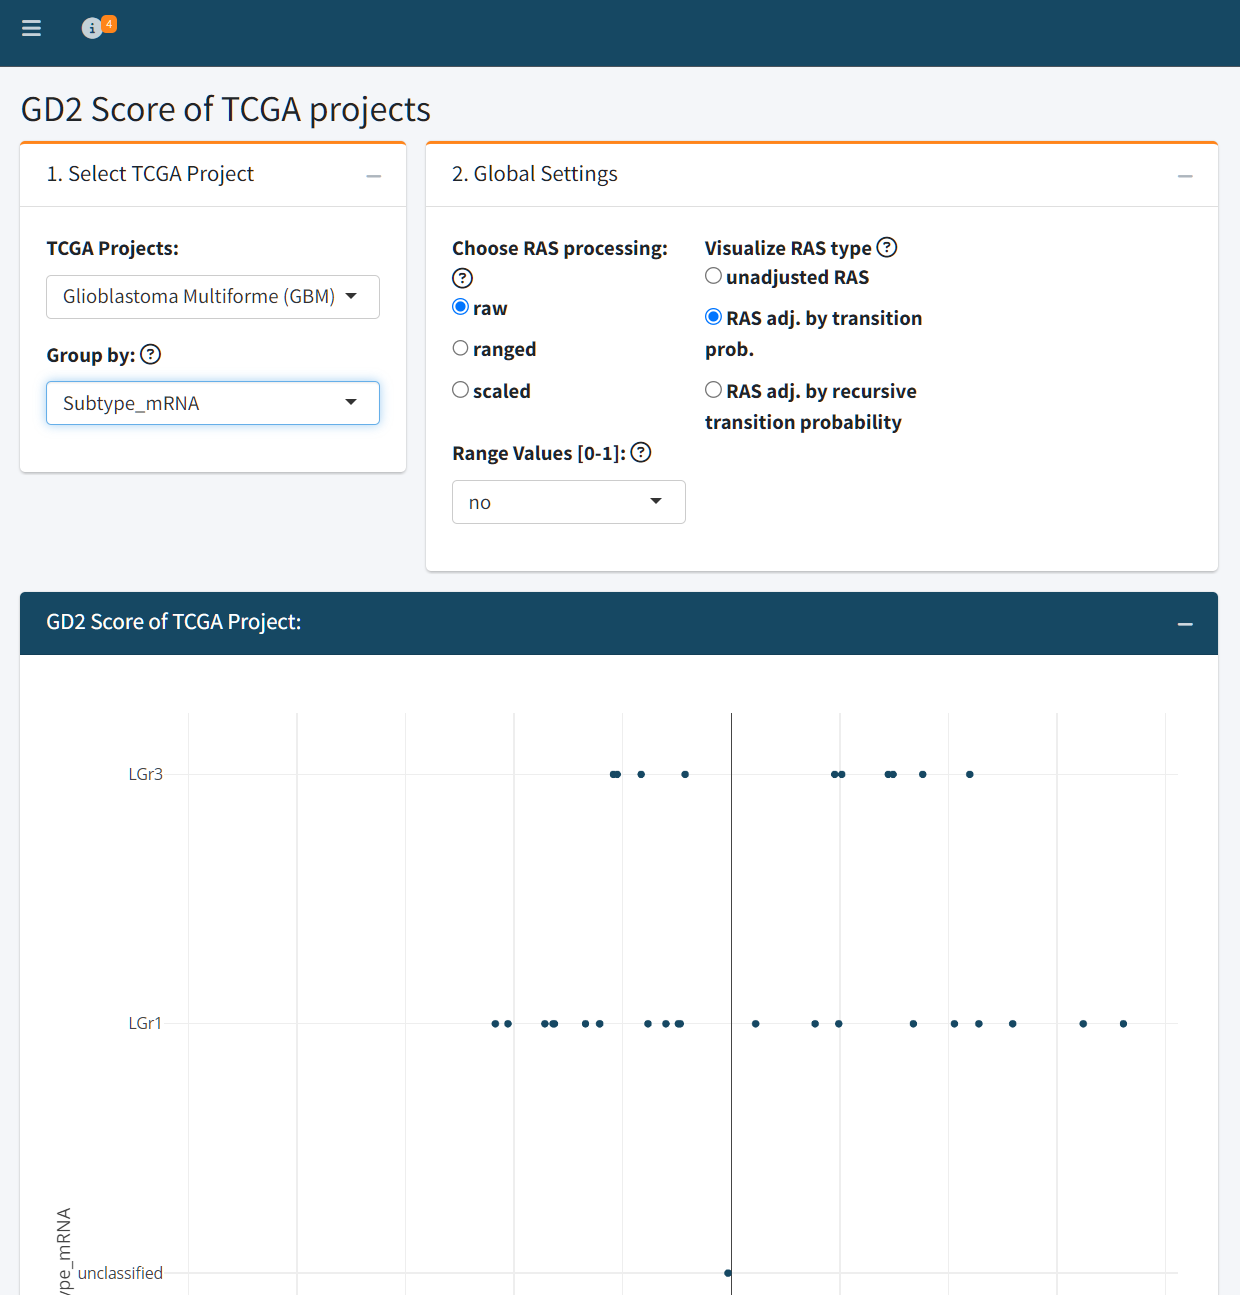 4
GD2 Score of TCGA projects
1. Select TCGA Project
TCGA Projects:
Glioblastoma Multiforme (GBM)
Group by: ?
Subtype_mRNA
2. Global Settings
Choose RAS processing:
?
raw
ranged
scaled
Range Values [0-1]: ?
no
Visualize RAS type ?
unadjusted RAS
RAS adj. by transition
prob.
RAS adj. by recursive
transition probability
GD2 Score of TCGA Project:
LGr3
LGr1
unclassified
ype_mRNA